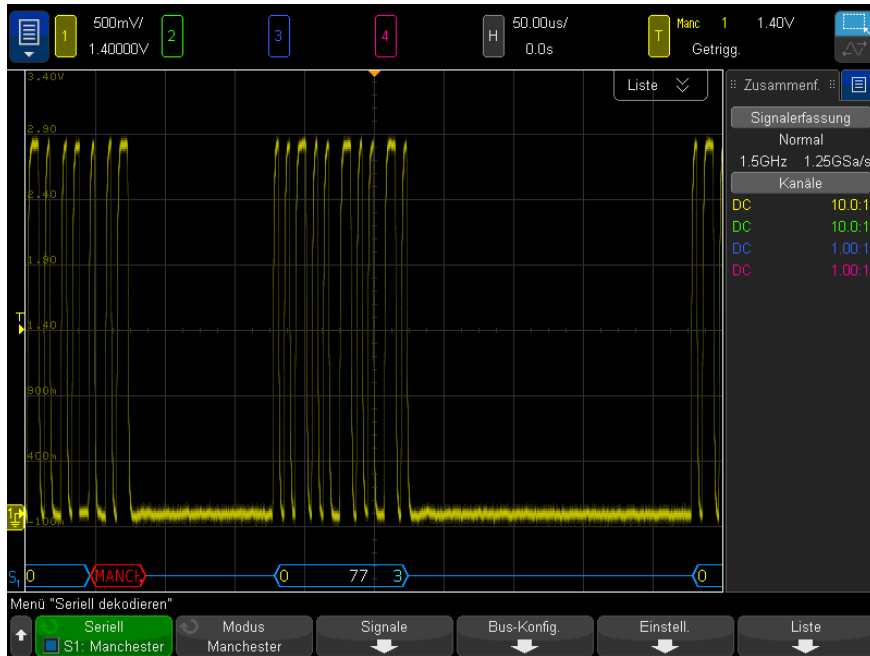 1 500mV/ 2 3 4 H 50.00us/ T Manc 1 1.40V
1.40000V 0.0s Getrigg.
3.40V
Liste
Zusammenf.
2.90
Signalerfassung
Normal
1.5GHz 1.25GSa/s
Kanäle
2.40
DC 10.0:1
DC 10.0:1
DC 1.00:1
1.90
DC 1.00:1
T
1.40
900m
400m
1
-100m
S1 0 MANCH 0 77 3 0
Menü "Seriell dekodieren"
Seriell Modus Signale Bus-Konfig. Einstell. Liste
S1: Manchester Manchester